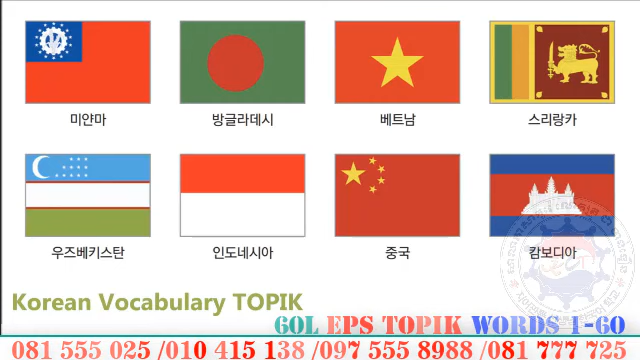 미얀마 방글라데시 베트남 스리랑카
우즈베키스탄 인도네시아 중국 캄보디아
Korean Vocabulary TOPIK
60L EPS TOPIK WORDS 1-60
081 555 025 /010 415 138 /097 555 8988 /081 777 725